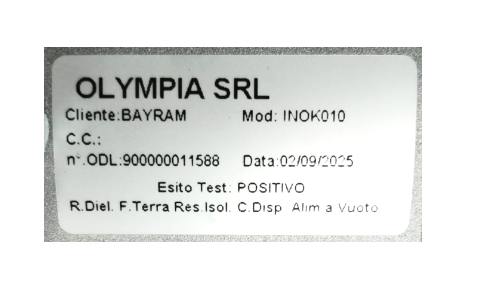 OLYMPIA SRL
Cliente:BAYRAM Mod: INOK010
C.C.:
n°.ODL:900000011588 Data:02/09/2025
Esito Test: POSITIVO
R.Diel. F.Terra Res.Isol. C.Disp Alim a Vuoto